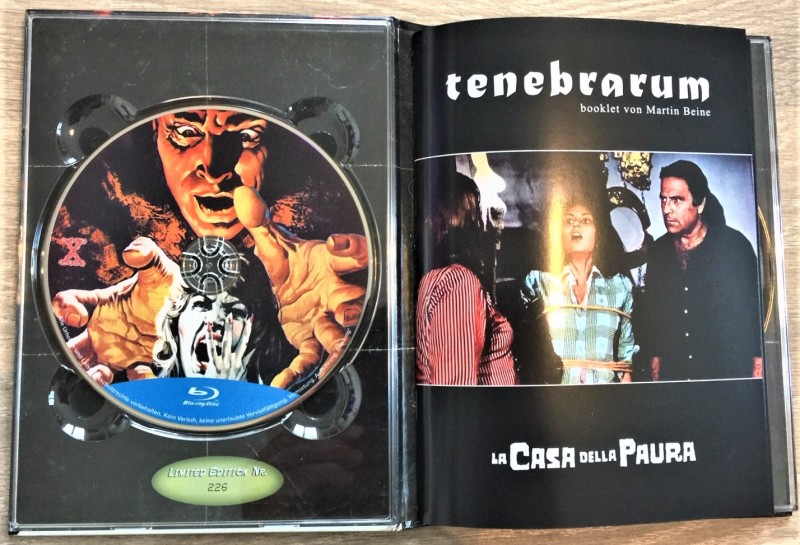 X
Blu-ray Disc
LIMITED EDITION NR.
226
tenebrarum
booklet von Martin Beine
LA CASA DELLA PAURA